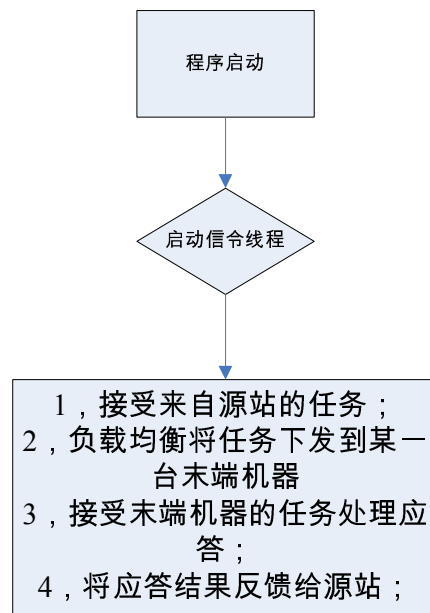 程序启动
启动信令线程
1，接受来自源站的任务；
2，负载均衡将任务下发到某一
台末端机器
3，接受末端机器的任务处理应
答；
4，将应答结果反馈给源站；